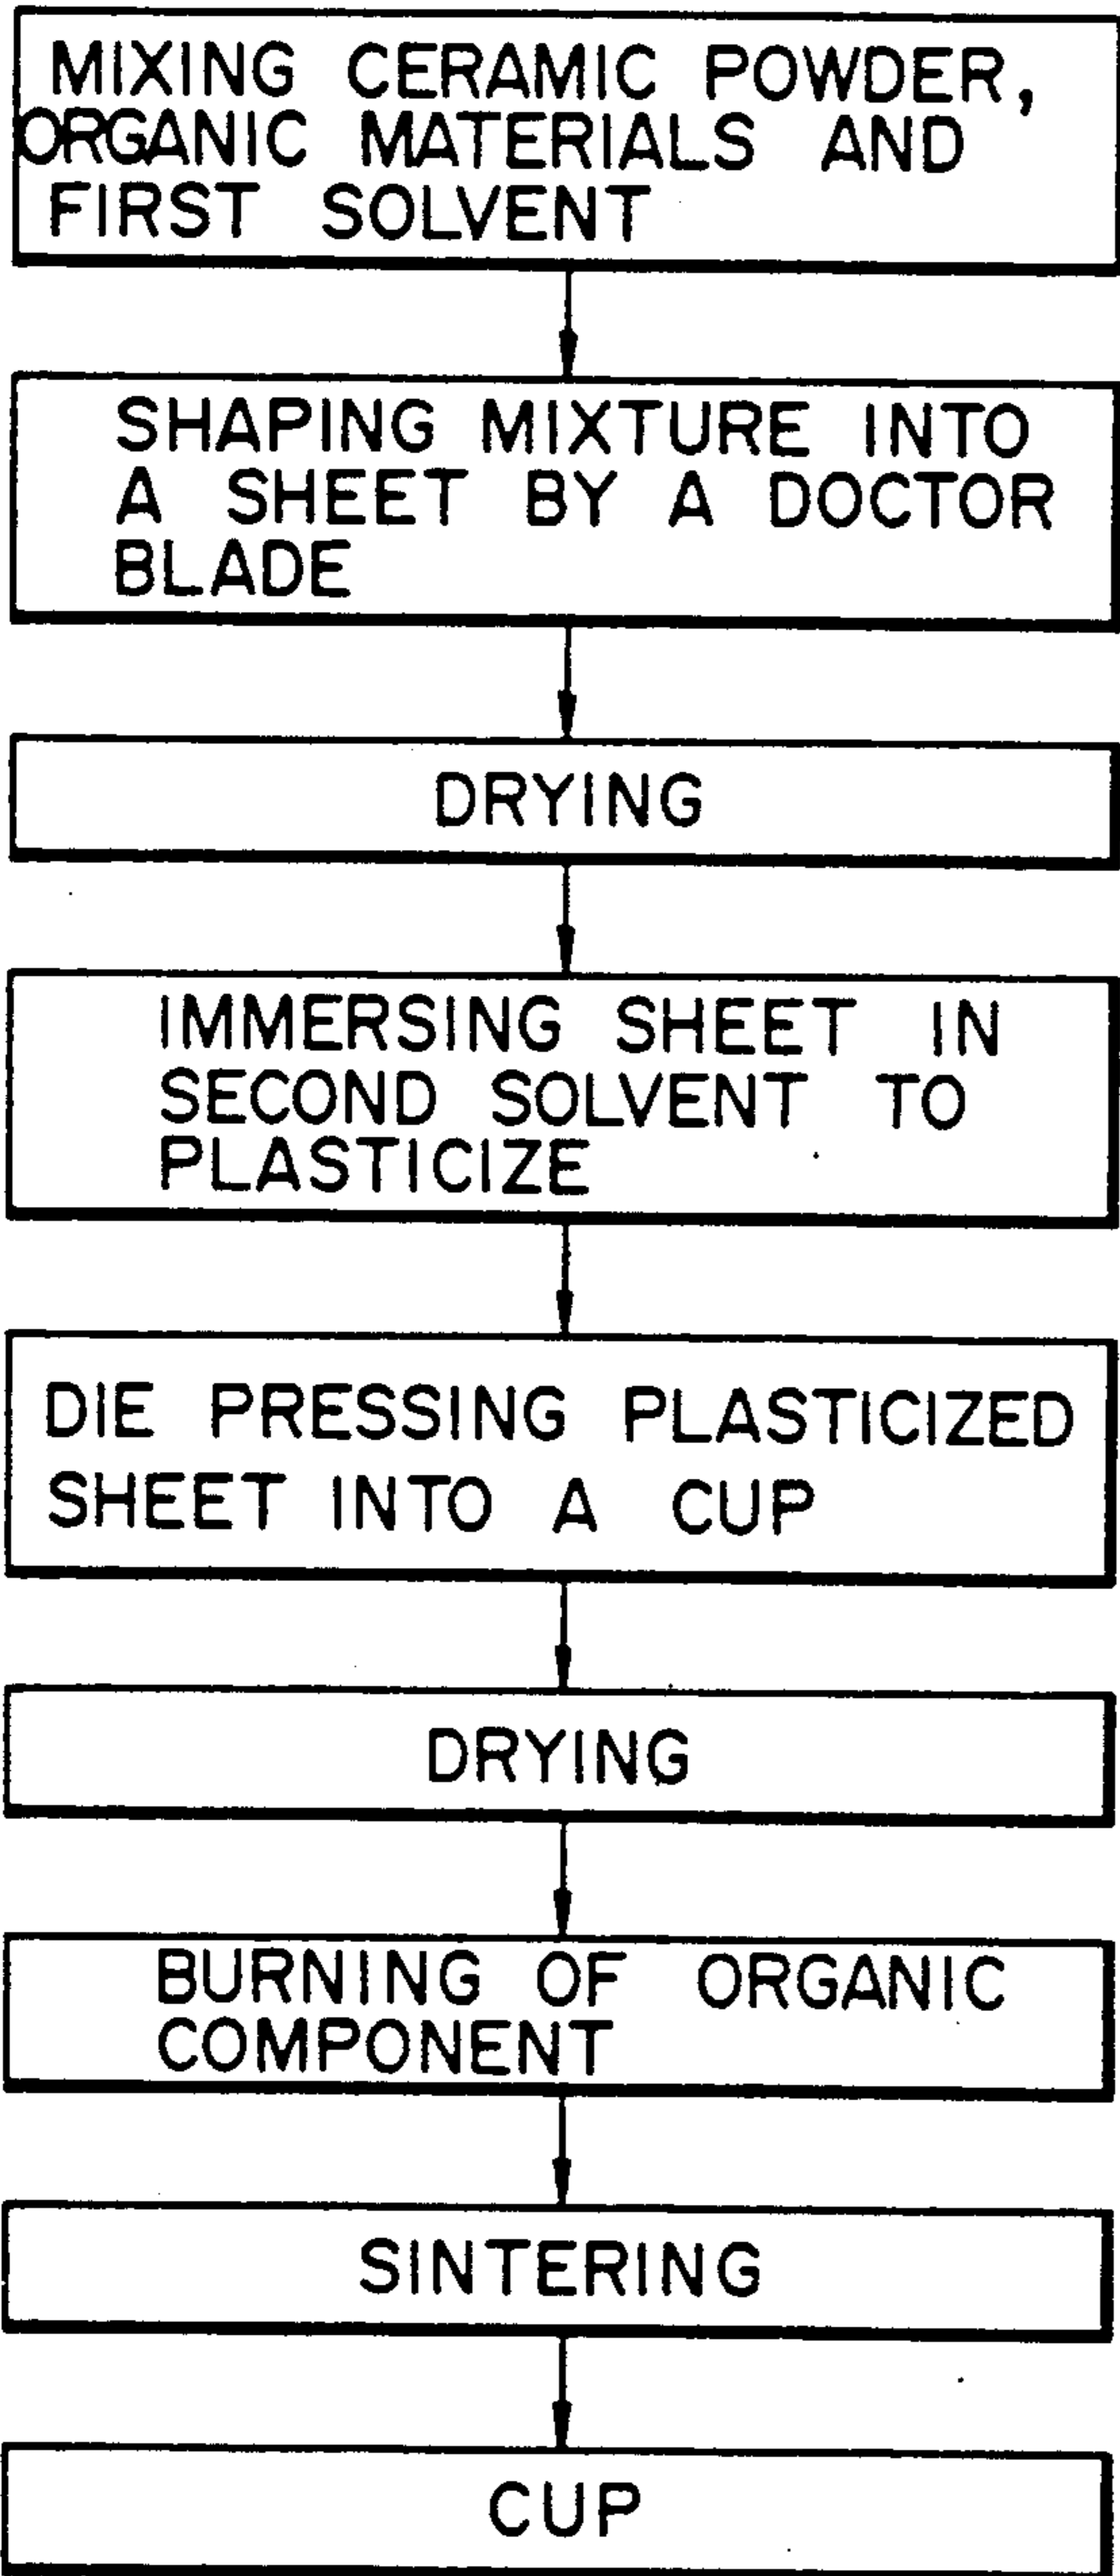 MIXING CERAMIC POWDER,
ORGANIC MATERIALS AND
FIRST SOLVENT
SHAPING MIXTURE INTO
A SHEET BY A DOCTOR
BLADE
DRYING
IMMERSING SHEET IN
SECOND SOLVENT TO
PLASTICIZE
DIE PRESSING PLASTICIZED
SHEET INTO A CUP
DRYING
BURNING OF ORGANIC
COMPONENT
SINTERING
CUP